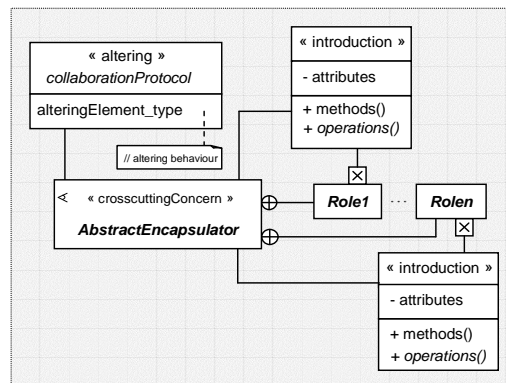 « altering »
collaborationProtocol
alteringElement_type
// altering behaviour
« introduction »
- attributes
+ methods()
+ operations()
« crosscuttingConcern »
AbstractEncapsulator
Role1 ... Rolen
« introduction »
- attributes
+ methods()
+ operations()